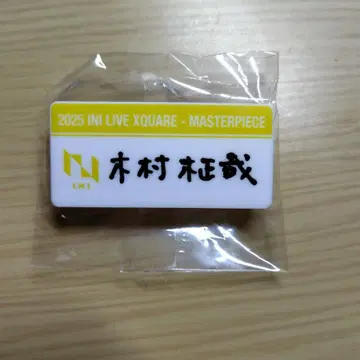 2025 INI LIVE XQUARE - MASTERPIECE
木村 柾哉
INI